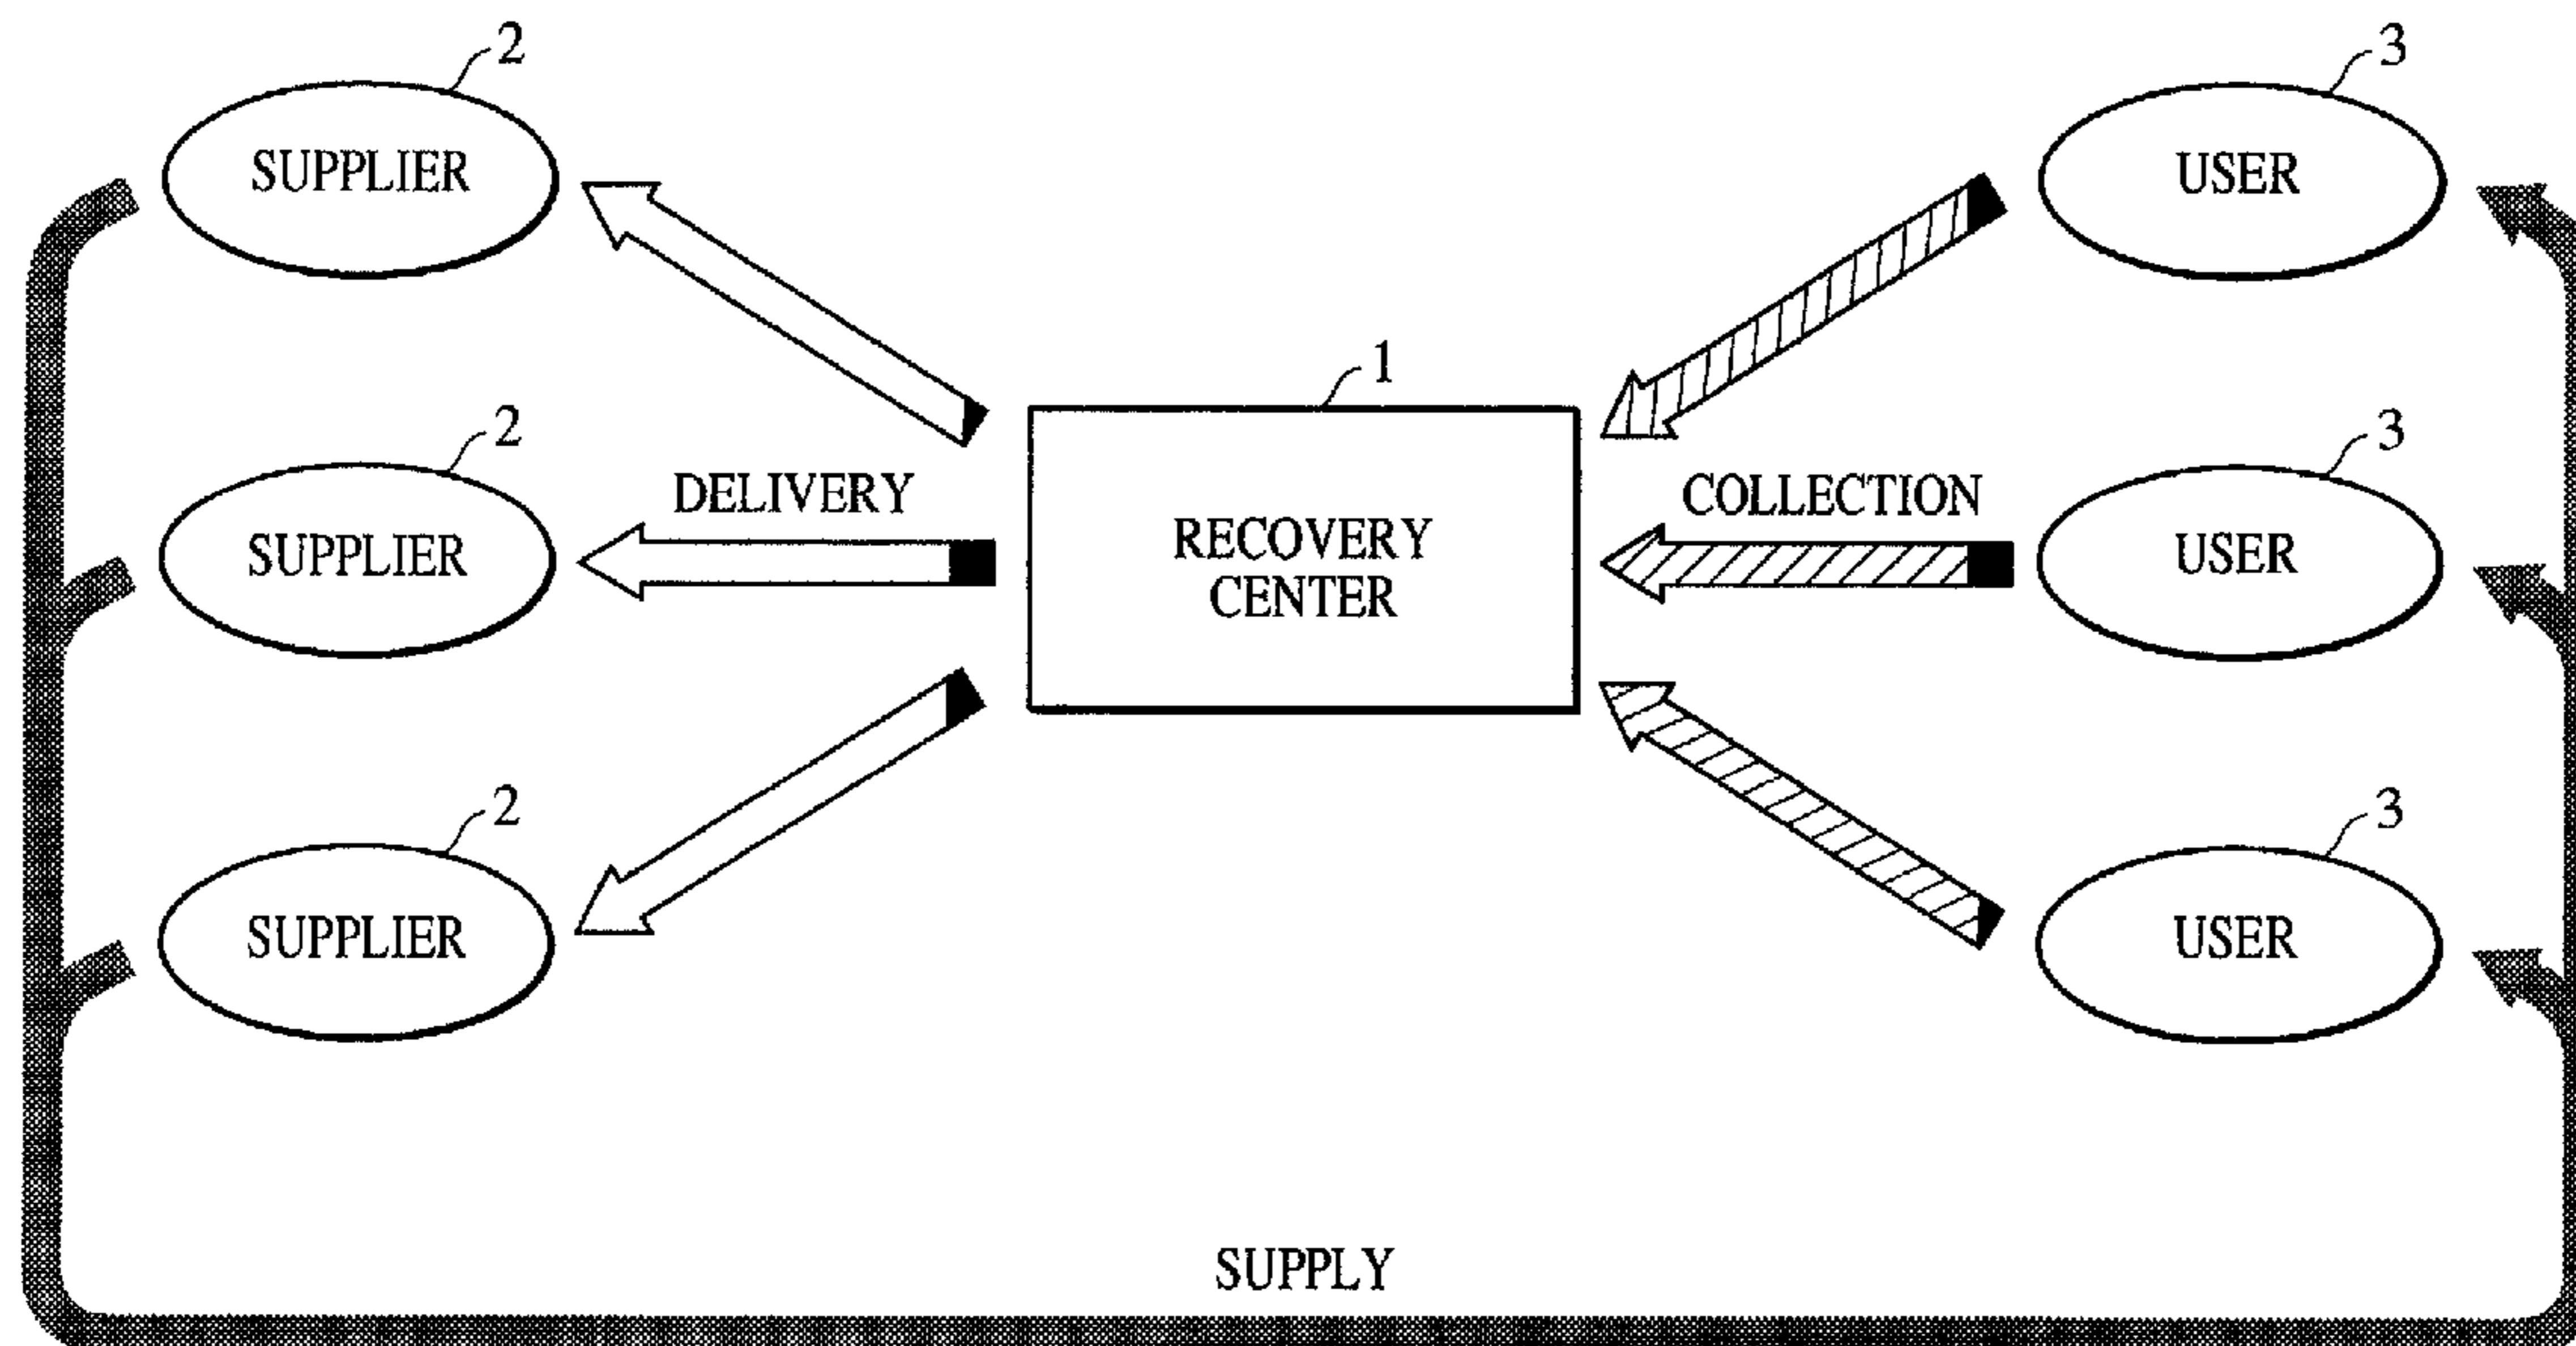 2
3
SUPPLIER
USER
1
2
3
DELIVERY
COLLECTION
SUPPLIER
RECOVERY
CENTER
USER
2
3
SUPPLIER
USER
SUPPLY